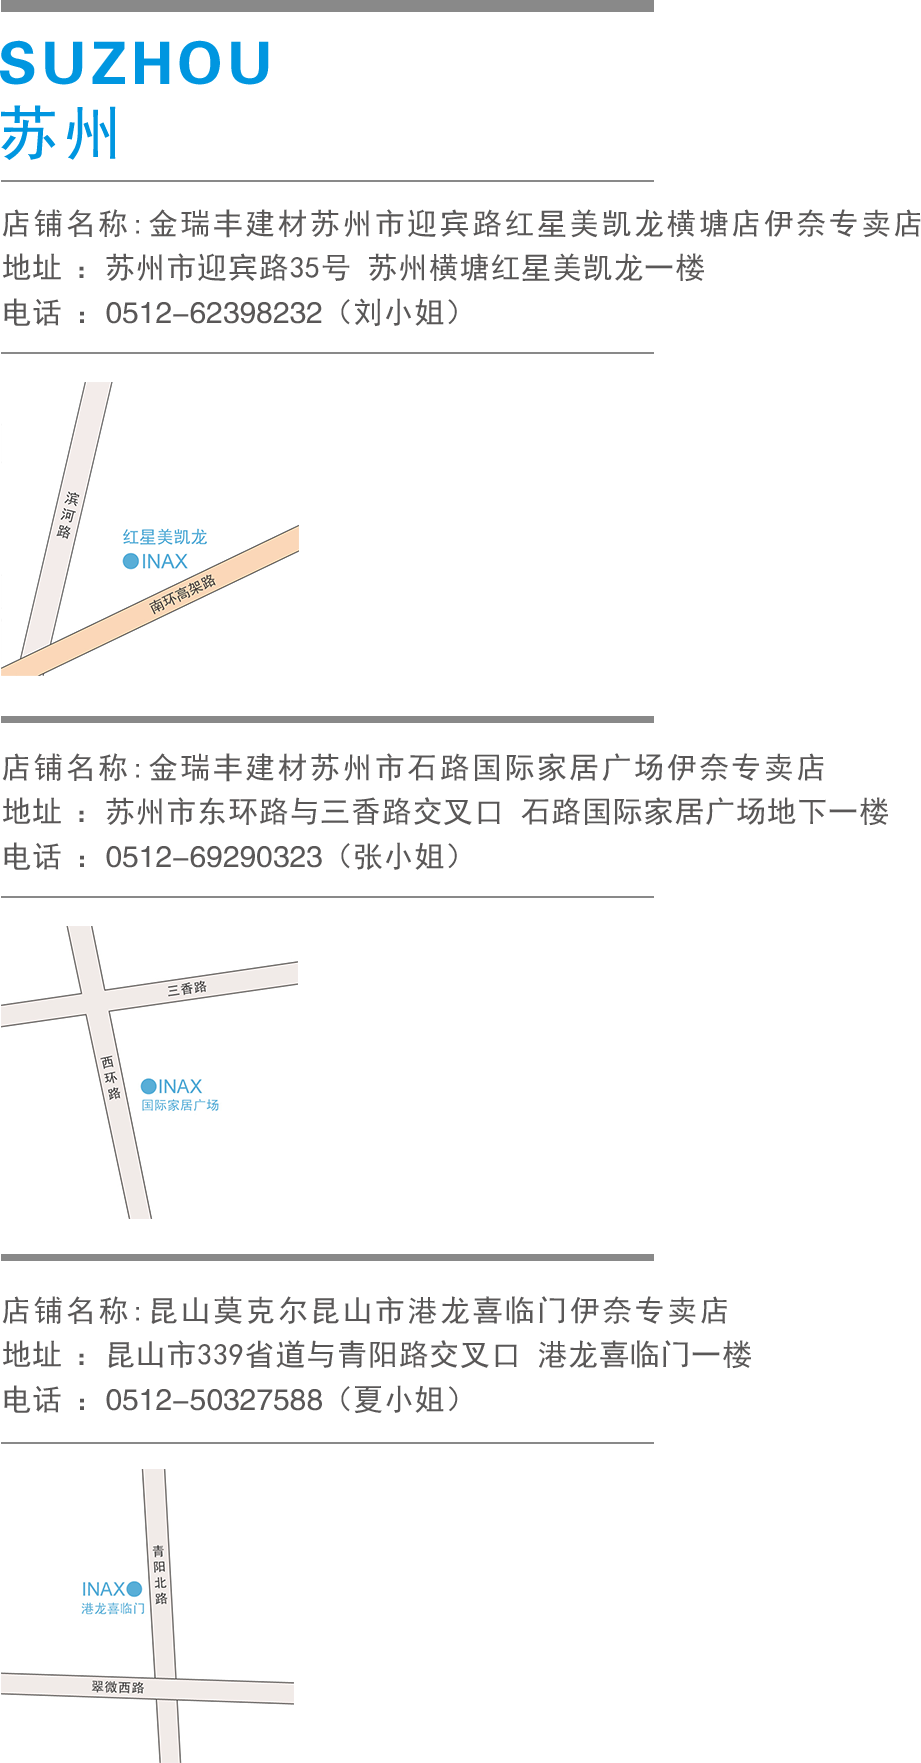 SUZHOU
苏州
店铺名称:金瑞丰建材苏州市迎宾路红星美凯龙横塘店伊奈专卖店
地址 : 苏州市迎宾路35号 苏州横塘红星美凯龙一楼
电话 : 0512-62398232（刘小姐）
滨河路
红星美凯龙
INAX
南环高架路
店铺名称:金瑞丰建材苏州市石路国际家居广场伊奈专卖店
地址 : 苏州市东环路与三香路交叉口 石路国际家居广场地下一楼
电话 : 0512-69290323（张小姐）
三香路
西环路
INAX
国际家居广场
店铺名称:昆山莫克尔昆山市港龙喜临门伊奈专卖店
地址 : 昆山市339省道与青阳路交叉口 港龙喜临门一楼
电话 : 0512-50327588（夏小姐）
青阳北路
INAX
港龙喜临门
翠微西路